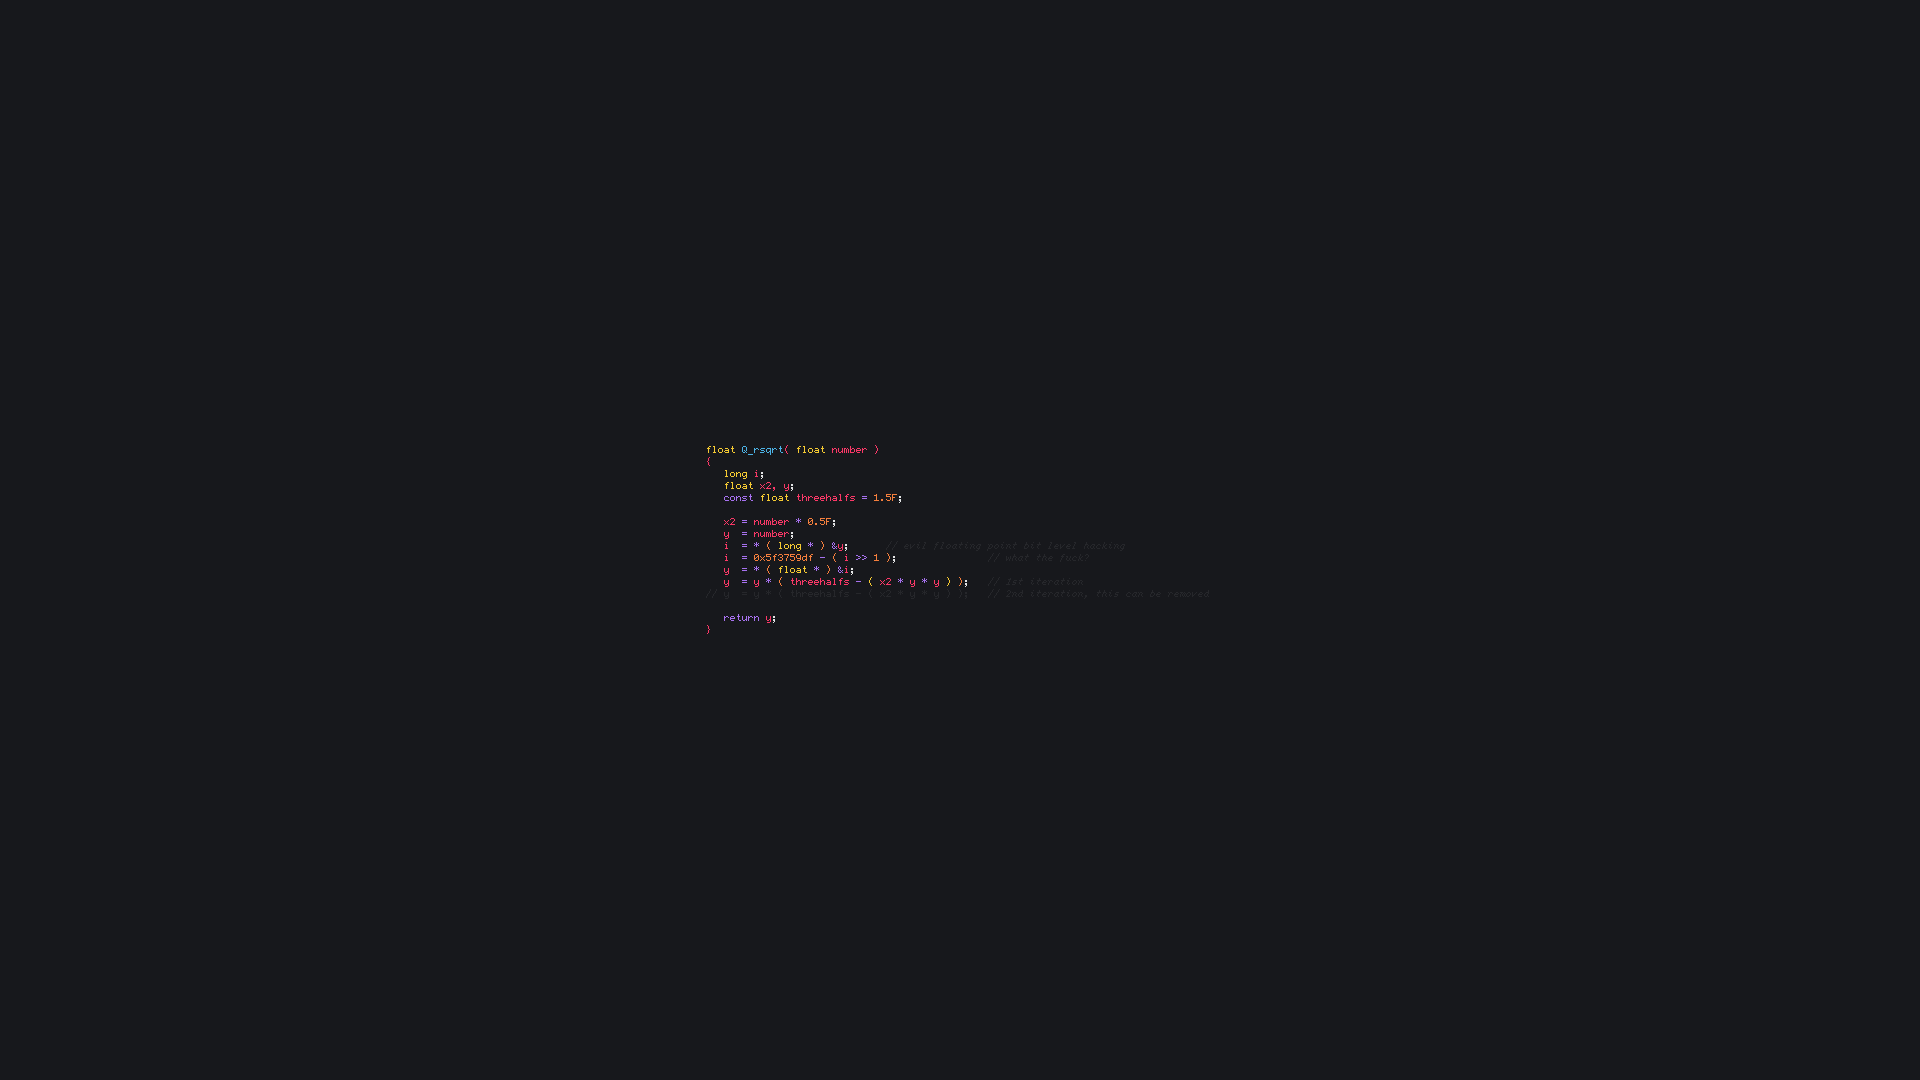 float Q_rsqrt( float number )
{
   long i;
   float x2, y;
   const float threehalfs = 1.5F;

   x2 = number * 0.5F;
   y  = number;
   i  = * ( long * ) &y;      // evil floating point bit level hacking
   i  = 0x5f3759df - ( i >> 1 );               // what the fuck?
   y  = * ( float * ) &i;
   y  = y * ( threehalfs - ( x2 * y * y ) );   // 1st iteration
// y  = y * ( threehalfs - ( x2 * y * y ) );   // 2nd iteration, this can be removed

   return y;
}